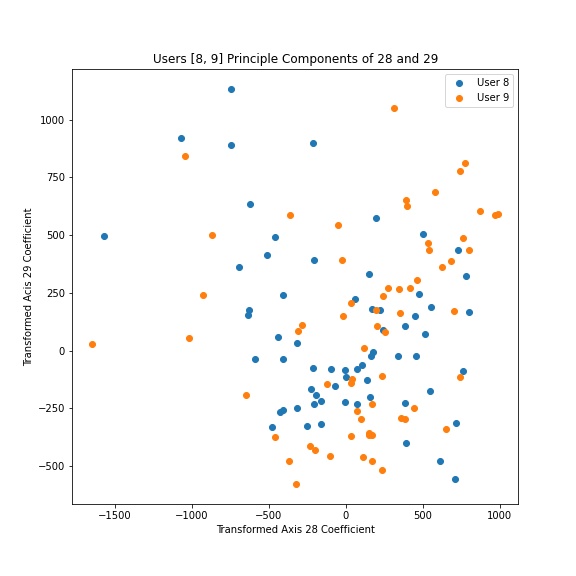 Users [8, 9] Principle Components of 28 and 29
User 8
User 9
Transformed Acis 29 Coefficient
1000
750
500
250
0
−250
−500
−1500
−1000
−500
0
500
1000
Transformed Axis 28 Coefficient